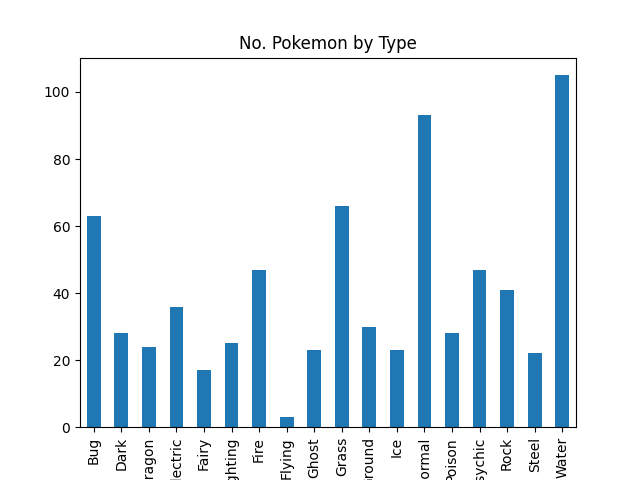 No. Pokemon by Type
100
80
60
40
20
0
Bug
Dark
ragon
lectric
Fairy
ghting
Fire
Flying
Ghost
Grass
round
Ice
ormal
Poison
sychic
Rock
Steel
Water